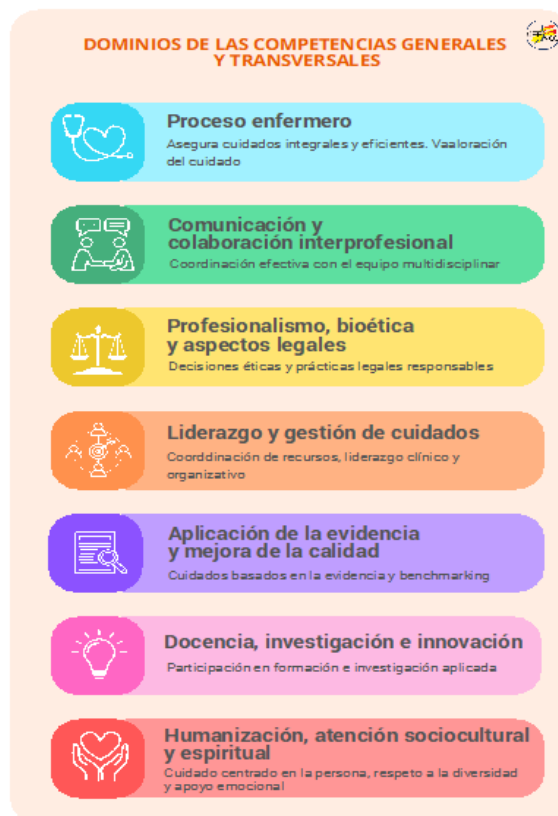 DOMINIOS DE LAS COMPETENCIAS GENERALES
Y TRANSVERSALES
Proceso enfermero
Asegura cuidados integrales y eficientes. Vaaloración
del cuidado
Comunicación y
colaboración interprofesional
Coordinación efectiva con el equipo multidisciplinar
Profesionalismo, bioética
y aspectos legales
Decisiones éticas y prácticas legales responsables
Liderazgo y gestión de cuidados
Coorddinación de recursos, liderazgo clínico y
organizativo
Aplicación de la evidencia
y mejora de la calidad
Cuidados basados en la evidencia y benchmarking
Docencia, investigación e innovación
Participación en formación e investigación aplicada
Humanización, atención sociocultural
y espiritual
Cuidado centrado en la persona, respeto a la diversidad
y apoyo emocional